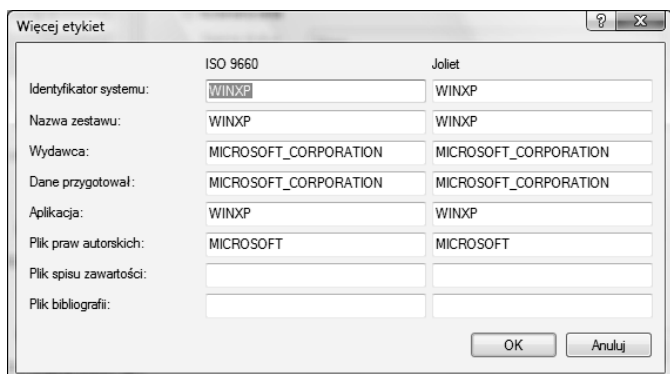 Więcej etykiet
ISO 9660 Joliet
Identyfikator systemu: WINXP WINXP
Nazwa zestawu: WINXP WINXP
Wydawca: MICROSOFT_CORPORATION MICROSOFT_CORPORATION
Dane przygotował: MICROSOFT_CORPORATION MICROSOFT_CORPORATION
Aplikacja: WINXP WINXP
Plik praw autorskich: MICROSOFT MICROSOFT
Plik spisu zawartości:
Plik bibliografii:
OK Anuluj